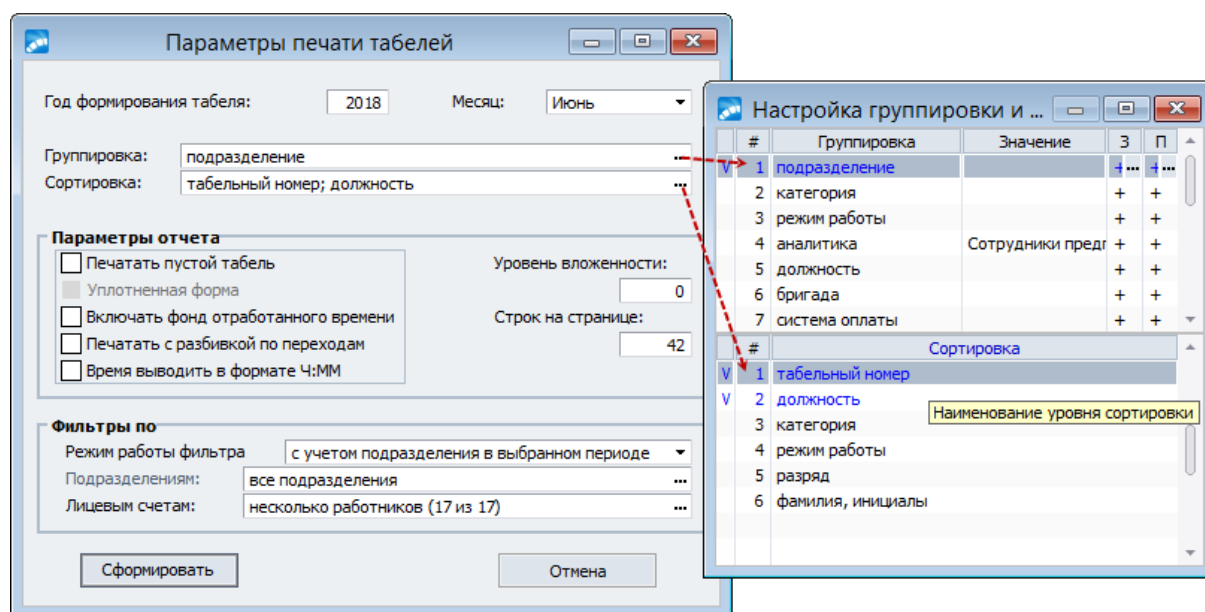 Параметры печати табелей
Год формирования табеля: 2018 Месяц: Июнь
Группировка: подразделение ...
Сортировка: табельный номер; должность ...
Параметры отчета
Печатать пустой табель
Уплотненная форма
Включать фонд отработанного времени
Печатать с разбивкой по переходам
Время выводить в формате Ч:ММ
Уровень вложенности:
0
Строк на странице:
42
Фильтры по
Режим работы фильтра с учетом подразделения в выбранном периоде
Подразделениям: все подразделения ...
Лицевым счетам: несколько работников (17 из 17) ...
Сформировать Отмена
Настройка группировки и ...
# Группировка Значение З П
V 1 подразделение + ... + ...
2 категория + +
3 режим работы + +
4 аналитика Сотрудники предп + +
5 должность + +
6 бригада + +
7 система оплаты + +
# Сортировка
V 1 табельный номер
V 2 должность
Наименование уровня сортировки
3 категория
4 режим работы
5 разряд
6 фамилия, инициалы